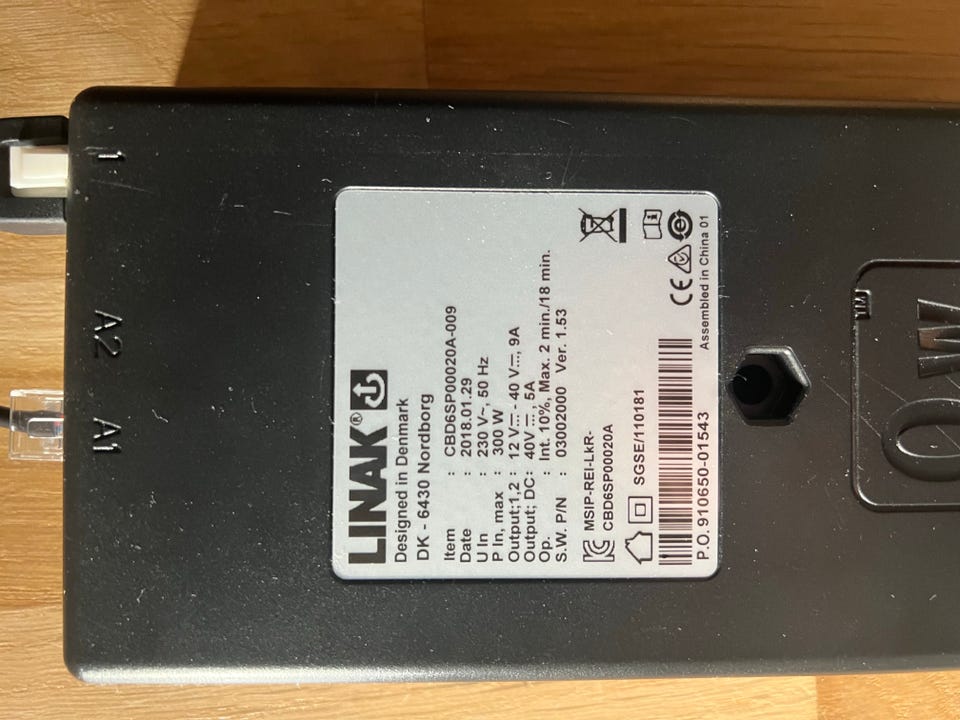 1
A2
A1
LINAK®
Designed in Denmark
DK - 6430 Nordborg
Item : CBD6SP00020A-009
Date : 2018.01.29
U In : 230 V~, 50 Hz
P In, max : 300 W
Output;1,2 : 12 V⎓ - 40 V⎓, 9A
Output; DC: 40V ⎓, 5A
Op. : Int. 10%, Max. 2 min./18 min.
S.W. P/N : 03002000 Ver. 1.53
MSIP-REI-LkR-
CBD6SP00020A
SGSE/110181
CE
P.O. 910650-01543
Assembled in China 01
TM
OW